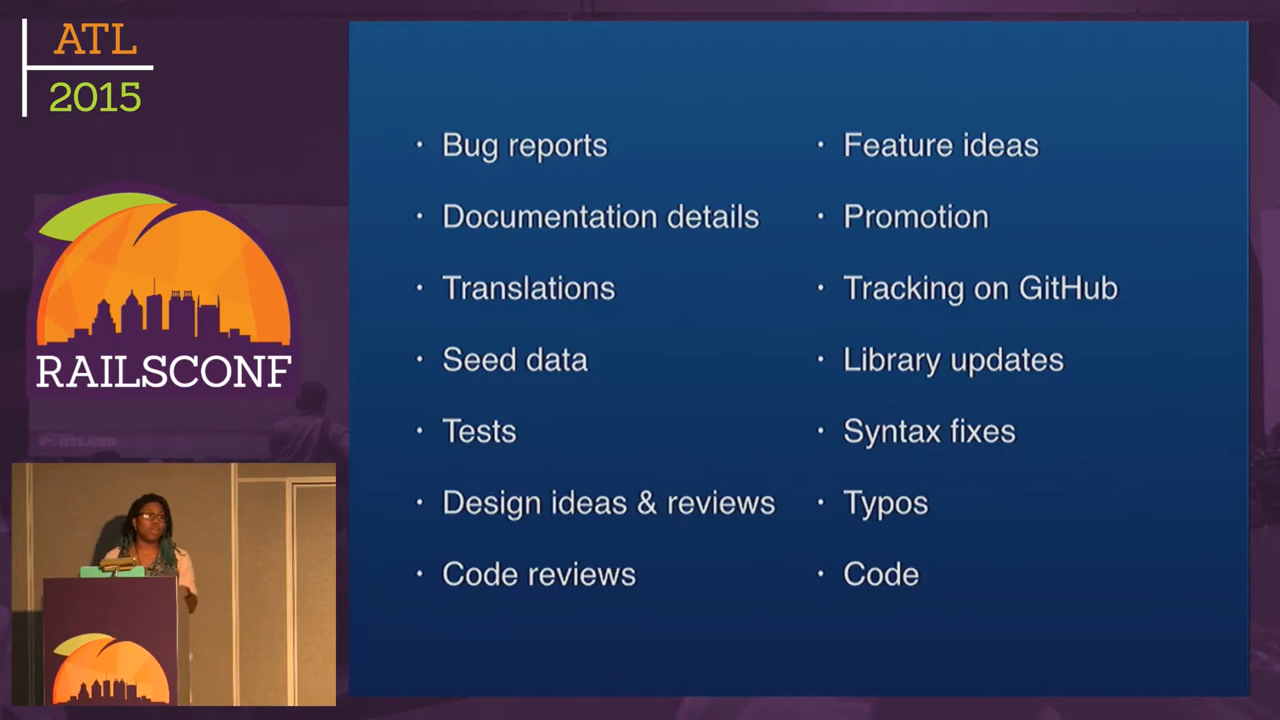 ATL
2015
RAILSCONF
• Bug reports
• Documentation details
• Translations
• Seed data
• Tests
• Design ideas & reviews
• Code reviews
• Feature ideas
• Promotion
• Tracking on GitHub
• Library updates
• Syntax fixes
• Typos
• Code